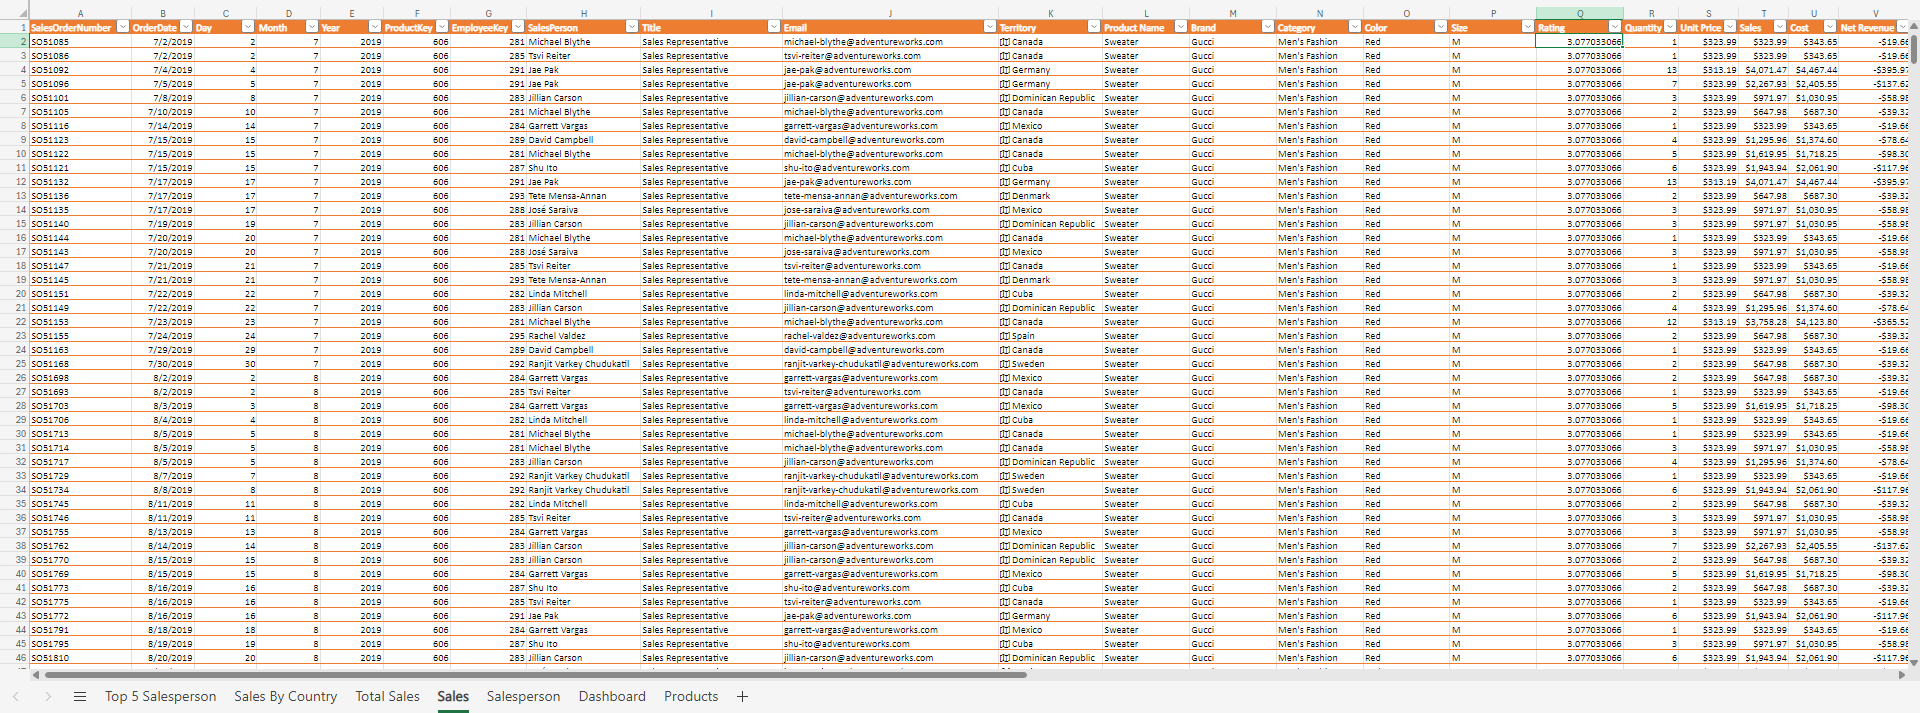 A B C D E F G H I J K L M N O P Q R S T U V
1 SalesOrderNumber OrderDate Day Month Year ProductKey EmployeeKey SalesPerson Title Email Territory Product Name Brand Category Color Size Rating Quantity Unit Price Sales Cost Net Revenue
2 SO51085 7/2/2019 2 7 2019 606 281 Michael Blythe Sales Representative michael-blythe@adventureworks.com Canada Sweater Gucci Men's Fashion Red M 3.077033066 1 $323.99 $323.99 $343.65 -$19.66
3 SO51086 7/2/2019 2 7 2019 606 285 Tsvi Reiter Sales Representative tsvi-reiter@adventureworks.com Canada Sweater Gucci Men's Fashion Red M 3.077033066 1 $323.99 $323.99 $343.65 -$19.66
4 SO51092 7/4/2019 4 7 2019 606 291 Jae Pak Sales Representative jae-pak@adventureworks.com Germany Sweater Gucci Men's Fashion Red M 3.077033066 13 $313.19 $4,071.47 $4,467.44 -$395.97
5 SO51096 7/5/2019 5 7 2019 606 291 Jae Pak Sales Representative jae-pak@adventureworks.com Germany Sweater Gucci Men's Fashion Red M 3.077033066 7 $323.99 $2,267.93 $2,405.55 -$137.62
6 SO51101 7/8/2019 8 7 2019 606 283 Jillian Carson Sales Representative jillian-carson@adventureworks.com Dominican Republic Sweater Gucci Men's Fashion Red M 3.077033066 3 $323.99 $971.97 $1,030.95 -$58.98
7 SO51105 7/10/2019 10 7 2019 606 281 Michael Blythe Sales Representative michael-blythe@adventureworks.com Canada Sweater Gucci Men's Fashion Red M 3.077033066 2 $323.99 $647.98 $687.30 -$39.32
8 SO51116 7/14/2019 14 7 2019 606 284 Garrett Vargas Sales Representative garrett-vargas@adventureworks.com Mexico Sweater Gucci Men's Fashion Red M 3.077033066 1 $323.99 $323.99 $343.65 -$19.66
9 SO51123 7/15/2019 15 7 2019 606 289 David Campbell Sales Representative david-campbell@adventureworks.com Canada Sweater Gucci Men's Fashion Red M 3.077033066 4 $323.99 $1,295.96 $1,374.60 -$78.64
10 SO51122 7/15/2019 15 7 2019 606 281 Michael Blythe Sales Representative michael-blythe@adventureworks.com Canada Sweater Gucci Men's Fashion Red M 3.077033066 5 $323.99 $1,619.95 $1,718.25 -$98.30
11 SO51121 7/15/2019 15 7 2019 606 287 Shu Ito Sales Representative shu-ito@adventureworks.com Cuba Sweater Gucci Men's Fashion Red M 3.077033066 6 $323.99 $1,943.94 $2,061.90 -$117.96
12 SO51132 7/17/2019 17 7 2019 606 291 Jae Pak Sales Representative jae-pak@adventureworks.com Germany Sweater Gucci Men's Fashion Red M 3.077033066 13 $313.19 $4,071.47 $4,467.44 -$395.97
13 SO51136 7/17/2019 17 7 2019 606 293 Tete Mensa-Annan Sales Representative tete-mensa-annan@adventureworks.com Denmark Sweater Gucci Men's Fashion Red M 3.077033066 2 $323.99 $647.98 $687.30 -$39.32
14 SO51135 7/17/2019 17 7 2019 606 288 José Saraiva Sales Representative jose-saraiva@adventureworks.com Mexico Sweater Gucci Men's Fashion Red M 3.077033066 3 $323.99 $971.97 $1,030.95 -$58.98
15 SO51140 7/19/2019 19 7 2019 606 283 Jillian Carson Sales Representative jillian-carson@adventureworks.com Dominican Republic Sweater Gucci Men's Fashion Red M 3.077033066 3 $323.99 $971.97 $1,030.95 -$58.98
16 SO51144 7/20/2019 20 7 2019 606 281 Michael Blythe Sales Representative michael-blythe@adventureworks.com Canada Sweater Gucci Men's Fashion Red M 3.077033066 1 $323.99 $323.99 $343.65 -$19.66
17 SO51143 7/20/2019 20 7 2019 606 288 José Saraiva Sales Representative jose-saraiva@adventureworks.com Mexico Sweater Gucci Men's Fashion Red M 3.077033066 3 $323.99 $971.97 $1,030.95 -$58.98
18 SO51147 7/21/2019 21 7 2019 606 285 Tsvi Reiter Sales Representative tsvi-reiter@adventureworks.com Canada Sweater Gucci Men's Fashion Red M 3.077033066 1 $323.99 $323.99 $343.65 -$19.66
19 SO51145 7/21/2019 21 7 2019 606 293 Tete Mensa-Annan Sales Representative tete-mensa-annan@adventureworks.com Denmark Sweater Gucci Men's Fashion Red M 3.077033066 3 $323.99 $971.97 $1,030.95 -$58.98
20 SO51151 7/22/2019 22 7 2019 606 282 Linda Mitchell Sales Representative linda-mitchell@adventureworks.com Cuba Sweater Gucci Men's Fashion Red M 3.077033066 2 $323.99 $647.98 $687.30 -$39.32
21 SO51149 7/22/2019 22 7 2019 606 283 Jillian Carson Sales Representative jillian-carson@adventureworks.com Dominican Republic Sweater Gucci Men's Fashion Red M 3.077033066 4 $323.99 $1,295.96 $1,374.60 -$78.64
22 SO51153 7/23/2019 23 7 2019 606 281 Michael Blythe Sales Representative michael-blythe@adventureworks.com Canada Sweater Gucci Men's Fashion Red M 3.077033066 12 $313.19 $3,758.28 $4,123.80 -$365.52
23 SO51155 7/24/2019 24 7 2019 606 295 Rachel Valdez Sales Representative rachel-valdez@adventureworks.com Spain Sweater Gucci Men's Fashion Red M 3.077033066 2 $323.99 $647.98 $687.30 -$39.32
24 SO51163 7/29/2019 29 7 2019 606 289 David Campbell Sales Representative david-campbell@adventureworks.com Canada Sweater Gucci Men's Fashion Red M 3.077033066 1 $323.99 $323.99 $343.65 -$19.66
25 SO51168 7/30/2019 30 7 2019 606 292 Ranjit Varkey Chudukatil Sales Representative ranjit-varkey-chudukatil@adventureworks.com Sweden Sweater Gucci Men's Fashion Red M 3.077033066 2 $323.99 $647.98 $687.30 -$39.32
26 SO51698 8/2/2019 2 8 2019 606 284 Garrett Vargas Sales Representative garrett-vargas@adventureworks.com Mexico Sweater Gucci Men's Fashion Red M 3.077033066 2 $323.99 $647.98 $687.30 -$39.32
27 SO51693 8/2/2019 2 8 2019 606 285 Tsvi Reiter Sales Representative tsvi-reiter@adventureworks.com Canada Sweater Gucci Men's Fashion Red M 3.077033066 1 $323.99 $323.99 $343.65 -$19.66
28 SO51703 8/3/2019 3 8 2019 606 284 Garrett Vargas Sales Representative garrett-vargas@adventureworks.com Mexico Sweater Gucci Men's Fashion Red M 3.077033066 5 $323.99 $1,619.95 $1,718.25 -$98.30
29 SO51706 8/4/2019 4 8 2019 606 282 Linda Mitchell Sales Representative linda-mitchell@adventureworks.com Cuba Sweater Gucci Men's Fashion Red M 3.077033066 1 $323.99 $323.99 $343.65 -$19.66
30 SO51713 8/5/2019 5 8 2019 606 281 Michael Blythe Sales Representative michael-blythe@adventureworks.com Canada Sweater Gucci Men's Fashion Red M 3.077033066 1 $323.99 $323.99 $343.65 -$19.66
31 SO51714 8/5/2019 5 8 2019 606 281 Michael Blythe Sales Representative michael-blythe@adventureworks.com Canada Sweater Gucci Men's Fashion Red M 3.077033066 3 $323.99 $971.97 $1,030.95 -$58.98
32 SO51717 8/5/2019 5 8 2019 606 283 Jillian Carson Sales Representative jillian-carson@adventureworks.com Dominican Republic Sweater Gucci Men's Fashion Red M 3.077033066 4 $323.99 $1,295.96 $1,374.60 -$78.64
33 SO51729 8/7/2019 7 8 2019 606 292 Ranjit Varkey Chudukatil Sales Representative ranjit-varkey-chudukatil@adventureworks.com Sweden Sweater Gucci Men's Fashion Red M 3.077033066 1 $323.99 $323.99 $343.65 -$19.66
34 SO51734 8/8/2019 8 8 2019 606 292 Ranjit Varkey Chudukatil Sales Representative ranjit-varkey-chudukatil@adventureworks.com Sweden Sweater Gucci Men's Fashion Red M 3.077033066 6 $323.99 $1,943.94 $2,061.90 -$117.96
35 SO51745 8/11/2019 11 8 2019 606 282 Linda Mitchell Sales Representative linda-mitchell@adventureworks.com Cuba Sweater Gucci Men's Fashion Red M 3.077033066 2 $323.99 $647.98 $687.30 -$39.32
36 SO51746 8/11/2019 11 8 2019 606 285 Tsvi Reiter Sales Representative tsvi-reiter@adventureworks.com Canada Sweater Gucci Men's Fashion Red M 3.077033066 3 $323.99 $971.97 $1,030.95 -$58.98
37 SO51755 8/13/2019 13 8 2019 606 284 Garrett Vargas Sales Representative garrett-vargas@adventureworks.com Mexico Sweater Gucci Men's Fashion Red M 3.077033066 3 $323.99 $971.97 $1,030.95 -$58.98
38 SO51762 8/14/2019 14 8 2019 606 283 Jillian Carson Sales Representative jillian-carson@adventureworks.com Dominican Republic Sweater Gucci Men's Fashion Red M 3.077033066 7 $323.99 $2,267.93 $2,405.55 -$137.62
39 SO51770 8/15/2019 15 8 2019 606 283 Jillian Carson Sales Representative jillian-carson@adventureworks.com Dominican Republic Sweater Gucci Men's Fashion Red M 3.077033066 2 $323.99 $647.98 $687.30 -$39.32
40 SO51769 8/15/2019 15 8 2019 606 284 Garrett Vargas Sales Representative garrett-vargas@adventureworks.com Mexico Sweater Gucci Men's Fashion Red M 3.077033066 5 $323.99 $1,619.95 $1,718.25 -$98.30
41 SO51773 8/16/2019 16 8 2019 606 287 Shu Ito Sales Representative shu-ito@adventureworks.com Cuba Sweater Gucci Men's Fashion Red M 3.077033066 2 $323.99 $647.98 $687.30 -$39.32
42 SO51775 8/16/2019 16 8 2019 606 285 Tsvi Reiter Sales Representative tsvi-reiter@adventureworks.com Canada Sweater Gucci Men's Fashion Red M 3.077033066 1 $323.99 $323.99 $343.65 -$19.66
43 SO51772 8/16/2019 16 8 2019 606 291 Jae Pak Sales Representative jae-pak@adventureworks.com Germany Sweater Gucci Men's Fashion Red M 3.077033066 6 $323.99 $1,943.94 $2,061.90 -$117.96
44 SO51791 8/18/2019 18 8 2019 606 284 Garrett Vargas Sales Representative garrett-vargas@adventureworks.com Mexico Sweater Gucci Men's Fashion Red M 3.077033066 1 $323.99 $323.99 $343.65 -$19.66
45 SO51795 8/19/2019 19 8 2019 606 287 Shu Ito Sales Representative shu-ito@adventureworks.com Cuba Sweater Gucci Men's Fashion Red M 3.077033066 3 $323.99 $971.97 $1,030.95 -$58.98
46 SO51810 8/20/2019 20 8 2019 606 283 Jillian Carson Sales Representative jillian-carson@adventureworks.com Dominican Republic Sweater Gucci Men's Fashion Red M 3.077033066 6 $323.99 $1,943.94 $2,061.90 -$117.96
Top 5 Salesperson Sales By Country Total Sales Sales Salesperson Dashboard Products